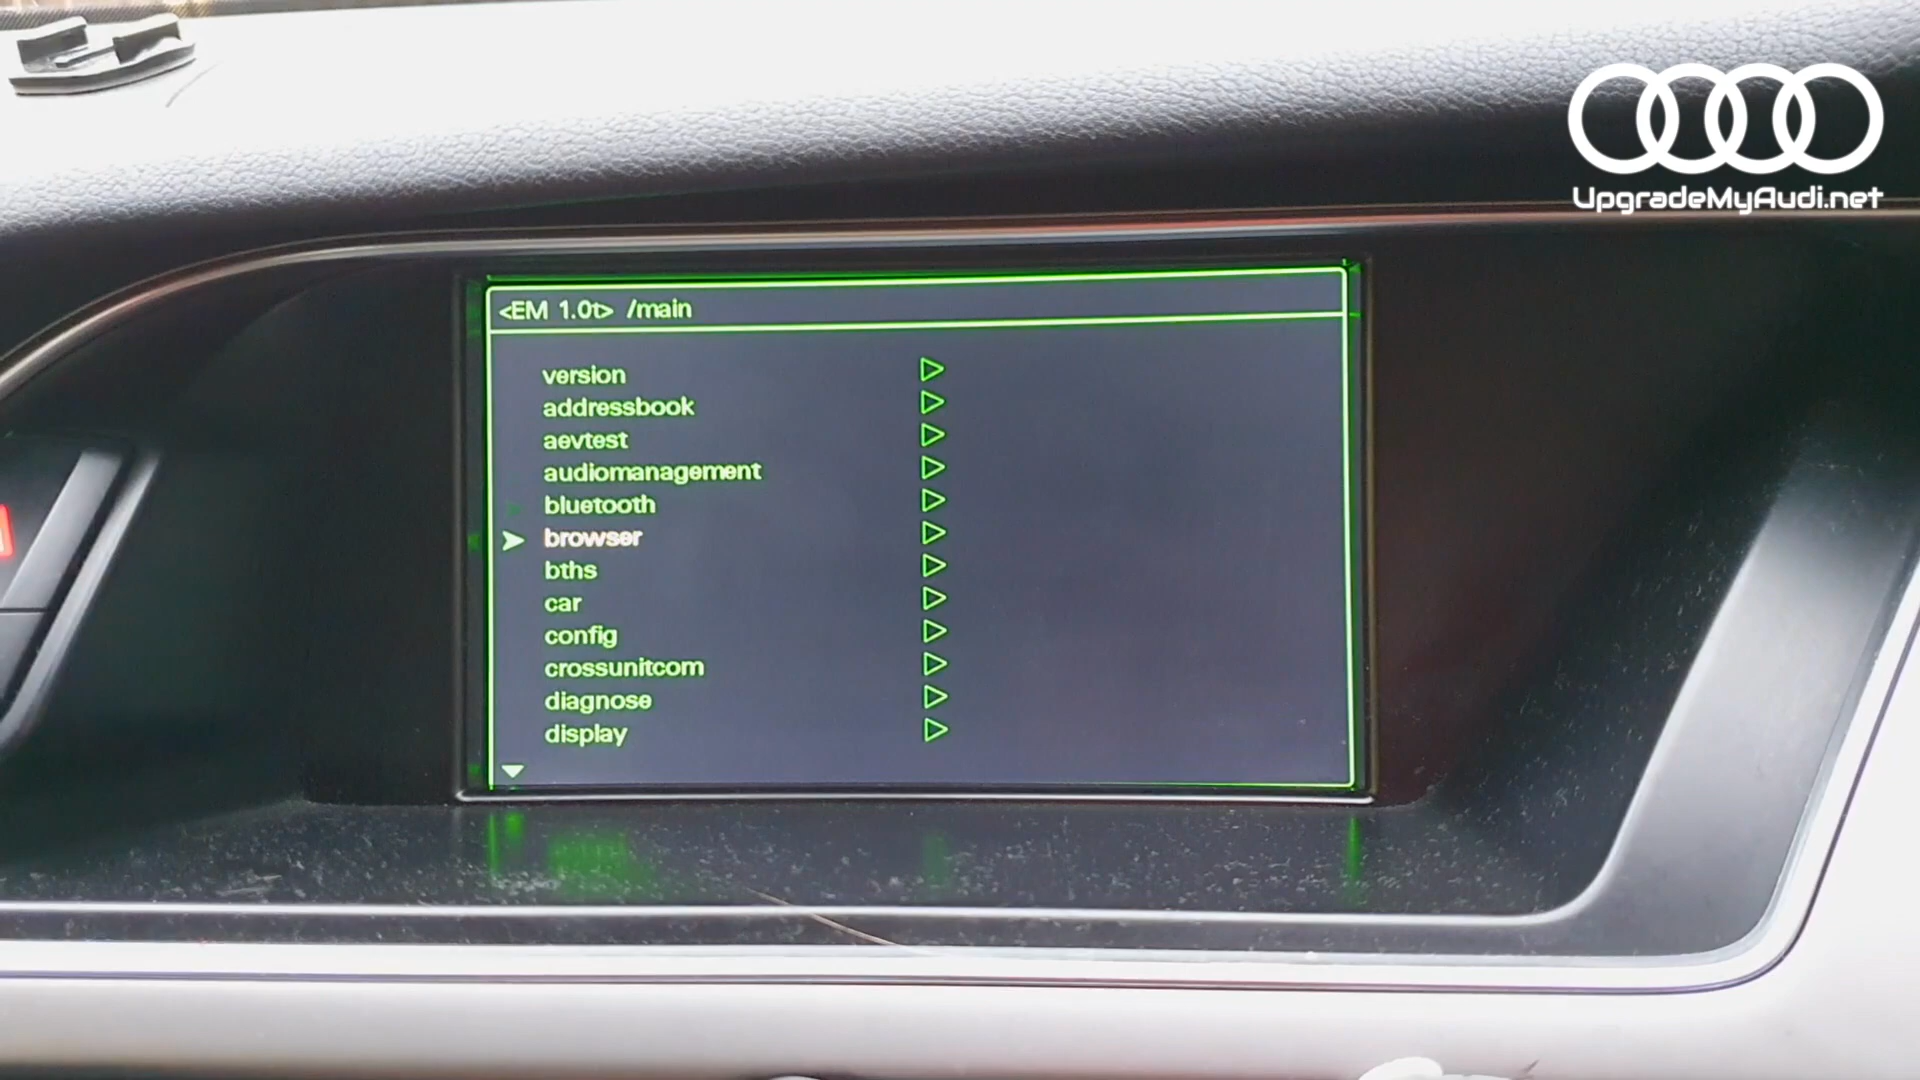 UpgradeMyAudi.net
<EM 1.0t> /main
version
addressbook
aevtest
audiomanagement
bluetooth
browser
bths
car
config
crossunitcom
diagnose
display